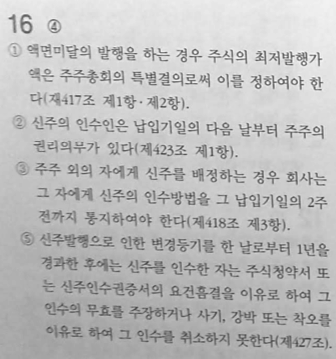 16 ④
① 액면미달의 발행을 하는 경우 주식의 최저발행가
액은 주주총회의 특별결의로써 이를 정하여야 한
다(제417조 제1항·제2항).
② 신주의 인수인은 납입기일의 다음 날부터 주주의
권리의무가 있다(제423조 제1항).
③ 주주 외의 자에게 신주를 배정하는 경우 회사는
그 자에게 신주의 인수방법을 그 납입기일의 2주
전까지 통지하여야 한다(제418조 제3항).
⑤ 신주발행으로 인한 변경등기를 한 날로부터 1년을
경과한 후에는 신주를 인수한 자는 주식청약서 또
는 신주인수권증서의 요건흠결을 이유로 하여 그
인수의 무효를 주장하거나 사기, 강박 또는 착오를
이유로 하여 그 인수를 취소하지 못한다(제427조).